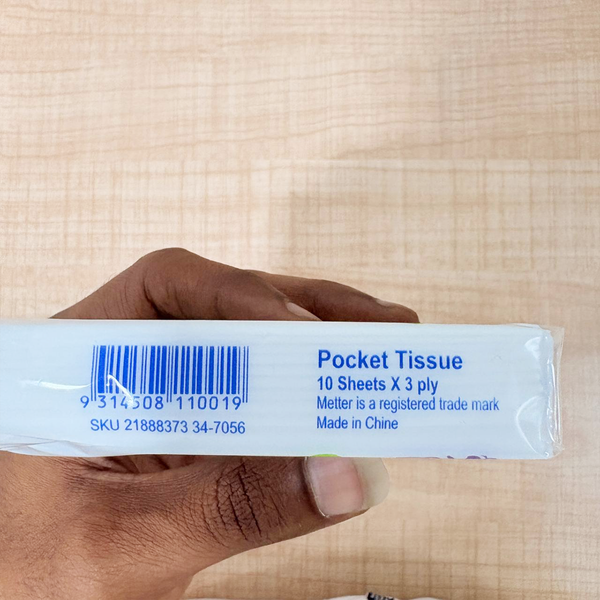 Pocket Tissue
10 Sheets X 3 ply
Metter is a registered trade mark
Made in Chine
9 314508 110019
SKU 21888373 34-7056